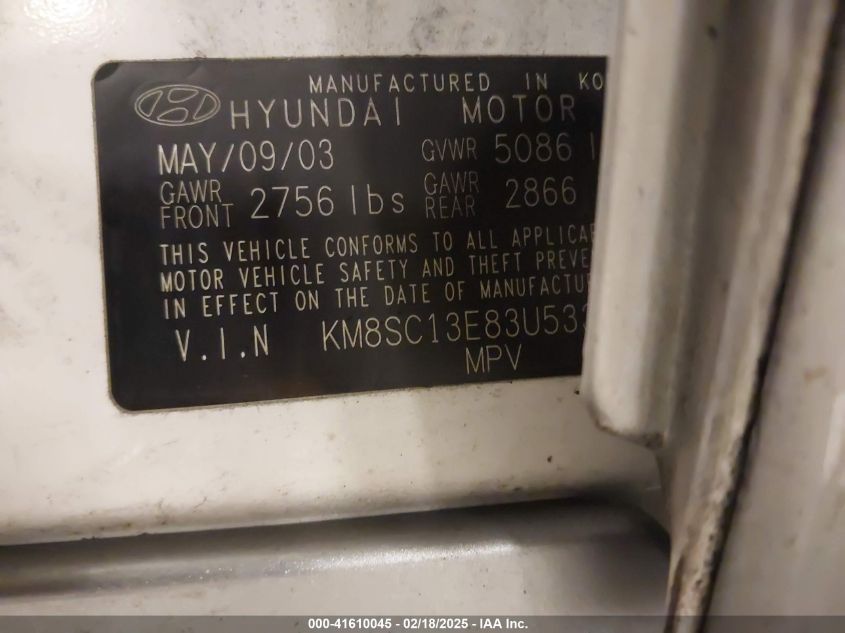 MANUFACTURED IN KO
HYUNDAI MOTOR
MAY/09/03 GVWR 5086 l
GAWR FRONT 2756 lbs GAWR REAR 2866
THIS VEHICLE CONFORMS TO ALL APPLICA
MOTOR VEHICLE SAFETY AND THEFT PREVE
IN EFFECT ON THE DATE OF MANUFACTU
V.I.N KM8SC13E83U533
MPV
000-41610045 - 02/18/2025 - IAA Inc.